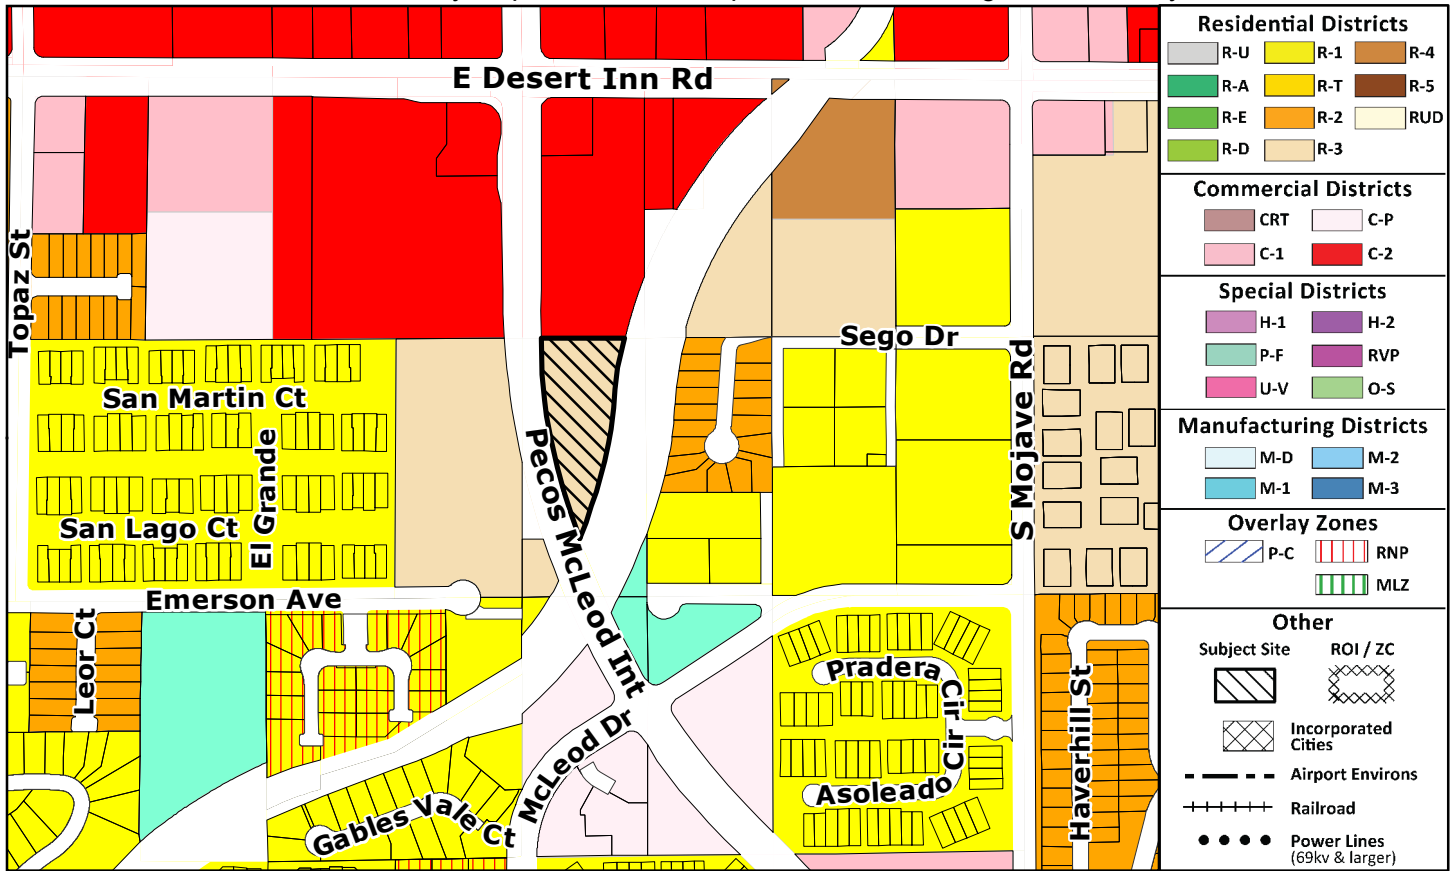 E Desert Inn Rd
Topaz St
Sego Dr
San Martin Ct
El Grande
Pecos McLeod Int
S Mojave Rd
San Lago Ct
Emerson Ave
Leor Ct
Pradera Cir
McLeod Dr
Haverhill St
Asoleado Cir
Gables Vale Ct
Residential Districts
R-U R-1 R-4
R-A R-T R-5
R-E R-2 RUD
R-D R-3
Commercial Districts
CRT C-P
C-1 C-2
Special Districts
H-1 H-2
P-F RVP
U-V O-S
Manufacturing Districts
M-D M-2
M-1 M-3
Overlay Zones
P-C RNP
MLZ
Other
Subject Site ROI / ZC
Incorporated
Cities
Airport Environs
Railroad
Power Lines
(69kv & larger)